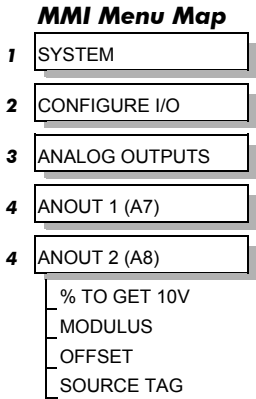 MMI Menu Map
1 SYSTEM
2 CONFIGURE I/O
3 ANALOG OUTPUTS
4 ANOUT 1 (A7)
4 ANOUT 2 (A8)
% TO GET 10V
MODULUS
OFFSET
SOURCE TAG